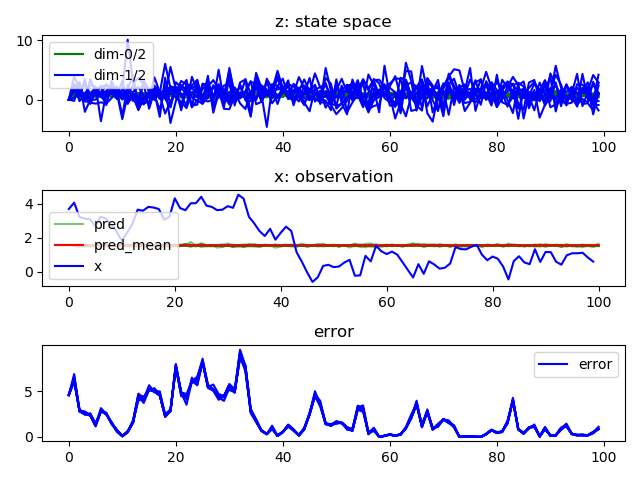 z: state space
10
0
dim-0/2
dim-1/2
0 20 40 60 80 100
x: observation
4
2
0
pred
pred_mean
x
0 20 40 60 80 100
error
5
0
error
0 20 40 60 80 100